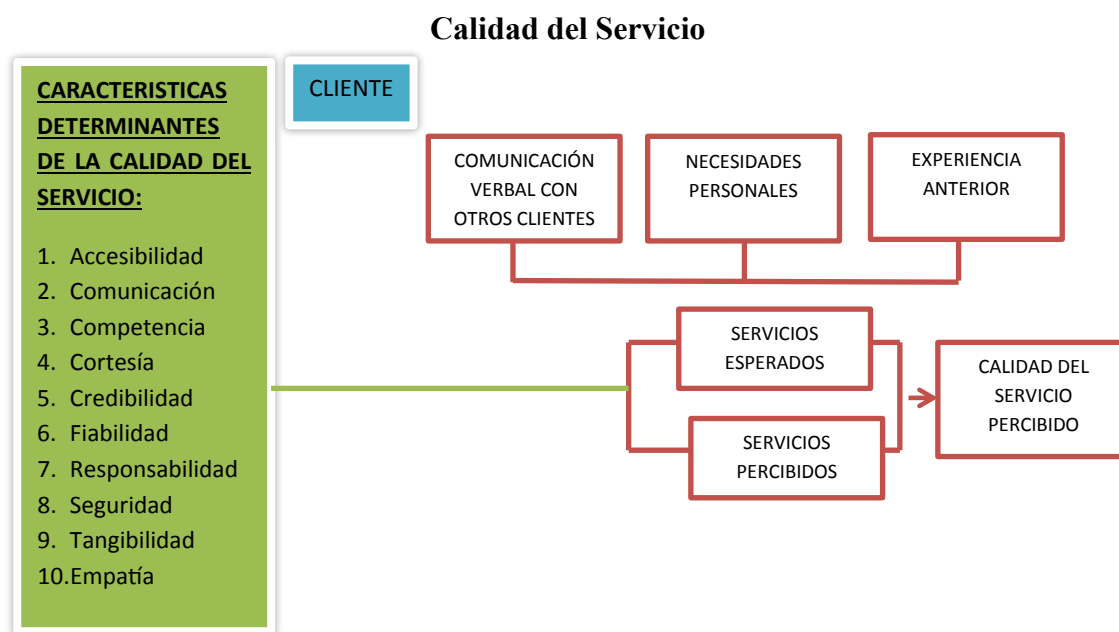 Calidad del Servicio
CARACTERISTICAS
DETERMINANTES
DE LA CALIDAD DEL
SERVICIO:
1. Accesibilidad
2. Comunicación
3. Competencia
4. Cortesía
5. Credibilidad
6. Fiabilidad
7. Responsabilidad
8. Seguridad
9. Tangibilidad
10.Empatía
CLIENTE
COMUNICACIÓN
VERBAL CON
OTROS CLIENTES
NECESIDADES
PERSONALES
EXPERIENCIA
ANTERIOR
SERVICIOS
ESPERADOS
SERVICIOS
PERCIBIDOS
CALIDAD DEL
SERVICIO
PERCIBIDO